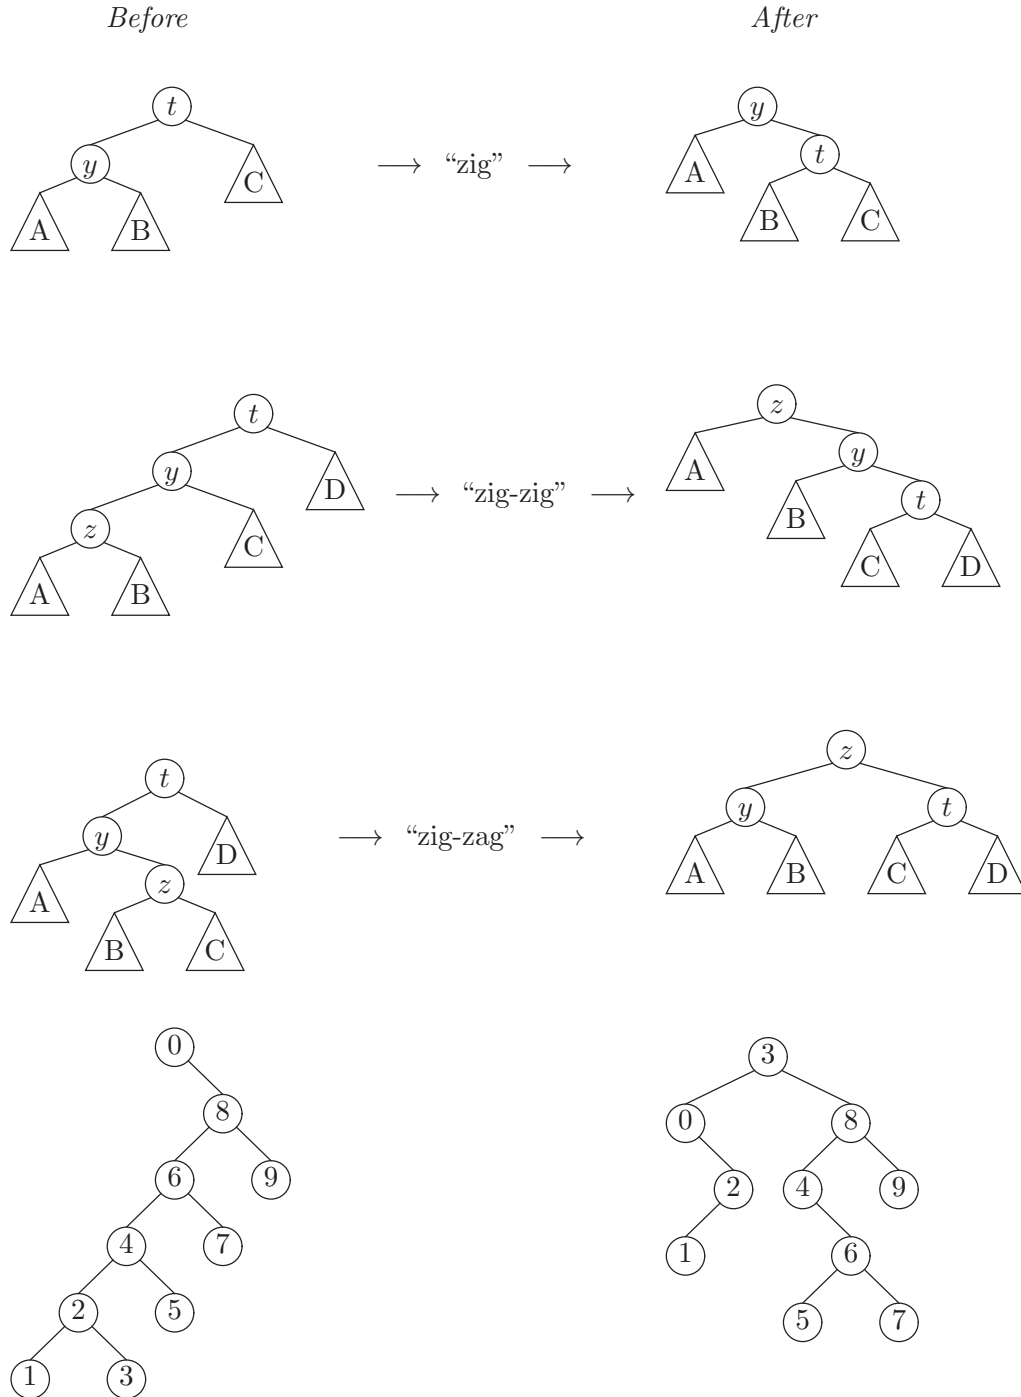 Before After
t y
y C → “zig” → A t
A B B C
t z
y D → “zig-zig” → A y
z C B t
A B C D
t z
y D → “zig-zag” → y t
A z A B C D
B C
0 3
8 0 8
6 9 2 4 9
4 7 1 6
2 5 5 7
1 3